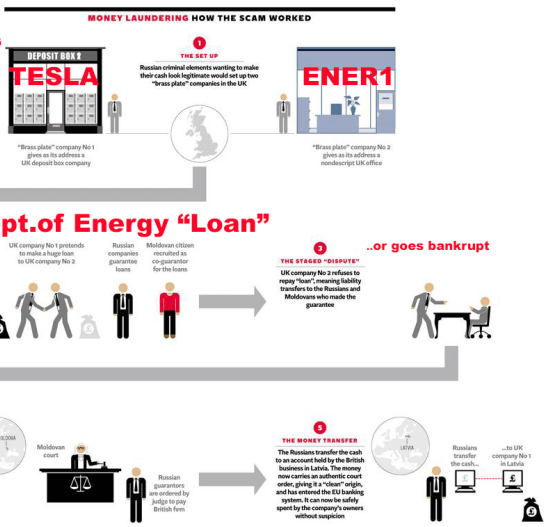 MONEY LAUNDERING HOW THE SCAM WORKED
1
THE SET UP
Russian criminal elements wanting to make
their cash look legitimate would set up two
"brass plate" companies in the UK
DEPOSIT BOX
TESLA
ENER1
"Brass plate" company No 1
gives as its address a
UK deposit box company
"Brass plate" company No 2
gives as its address a
nondescript UK office
pt.of Energy "Loan"
UK company No 1 pretends
to make a huge loan
to UK company No 2
Russian
companies
guarantee
loans
Moldovan citizen
recruited as
co-guarantor
for the loans
3
THE STAGED "DISPUTE"
UK company No 2 refuses to
repay "loan", meaning liability
transfers to the Russians and
Moldovans who made the
guarantee
..or goes bankrupt
£
£
Moldovan
court
Russian
guarantors
are ordered by
judge to pay
British firm
5
THE MONEY TRANSFER
The Russians transfer the cash
to an account held by the British
business in Latvia. The money
now carries an authentic court
order, giving it a "clean" origin,
and has entered the EU banking
system. It can now be safely
spent by the company's owners
without suspicion
LATVIA
Russians
transfer
the cash...
...to UK
company No 1
in Latvia
£
£
£